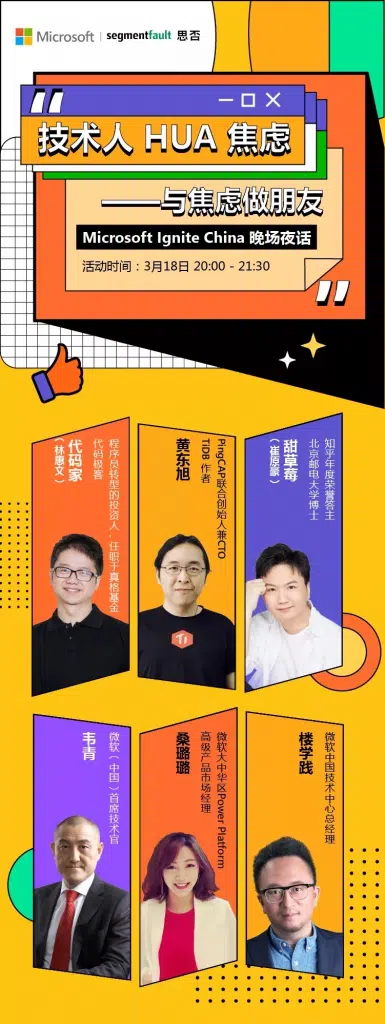 Microsoft | segmentfault 思否
技术人 HUA 焦虑
——与焦虑做朋友
Microsoft Ignite China 晚场夜话
活动时间：3月18日 20:00 - 21:30
代码家
（林惠文）
代码极客
程序员转型的投资人，任职于真格基金
黄东旭
TiDB 作者
PingCAP联合创始人兼CTO
甜草莓
（崔原豪）
北京邮电大学博士
知乎年度荣誉答主
韦青
微软（中国）首席技术官
桑璐璐
高级产品市场经理
微软大中华区Power Platform
楼学践
微软中国技术中心总经理